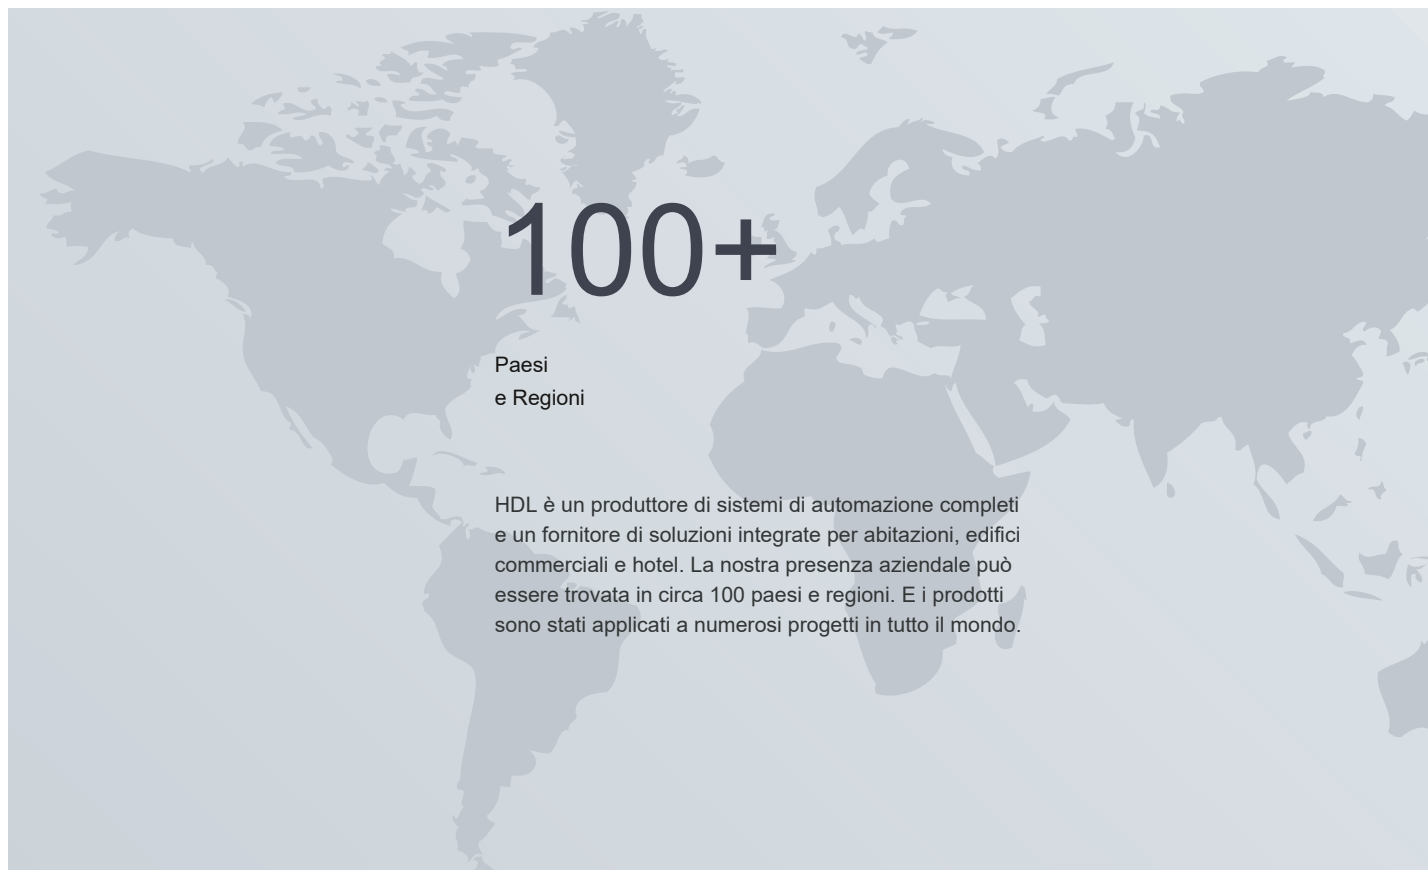 100+
Paesi
e Regioni
HDL è un produttore di sistemi di automazione completi
e un fornitore di soluzioni integrate per abitazioni, edifici
commerciali e hotel. La nostra presenza aziendale può
essere trovata in circa 100 paesi e regioni. E i prodotti
sono stati applicati a numerosi progetti in tutto il mondo.